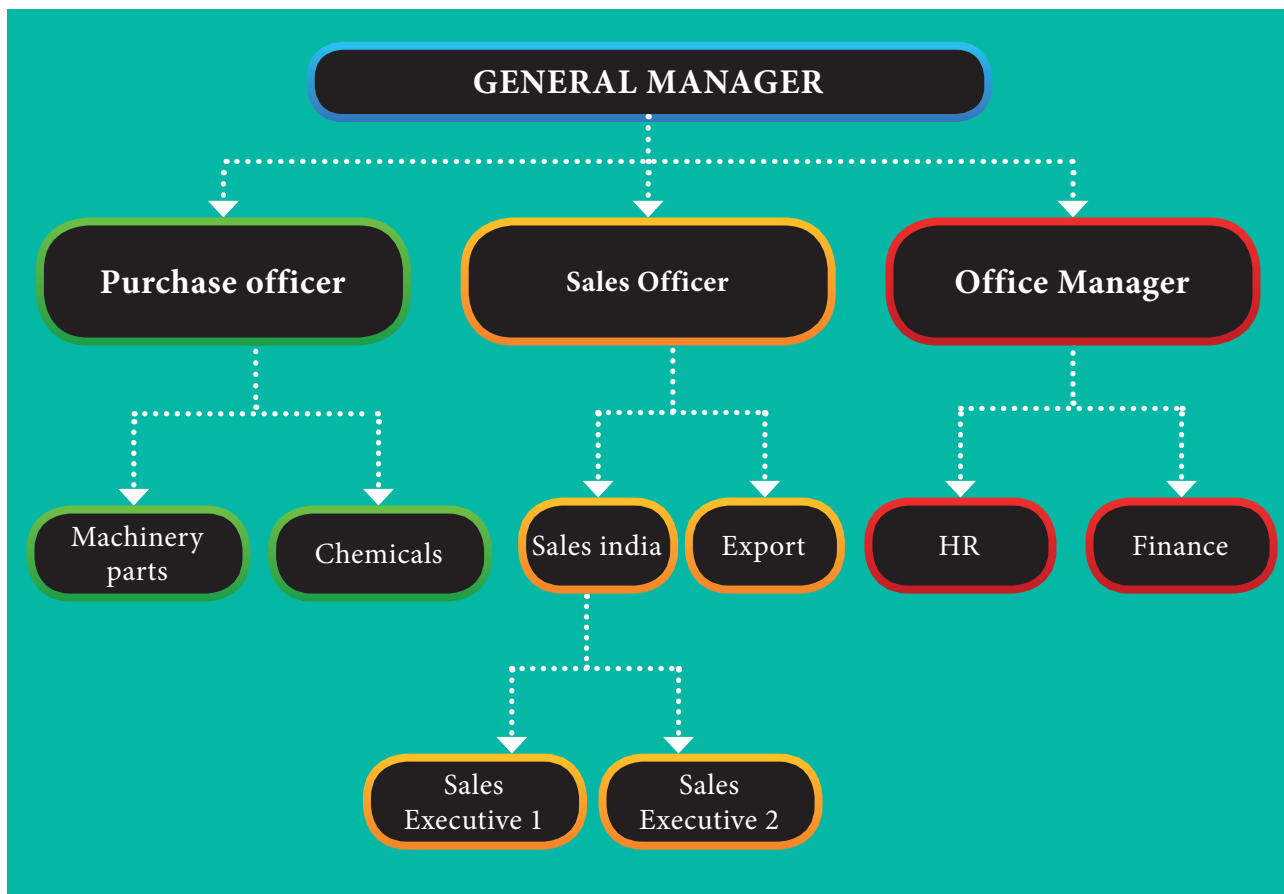 GENERAL MANAGER
Purchase officer
Sales Officer
Office Manager
Machinery
parts
Chemicals
Sales india
Export
HR
Finance
Sales
Executive 1
Sales
Executive 2